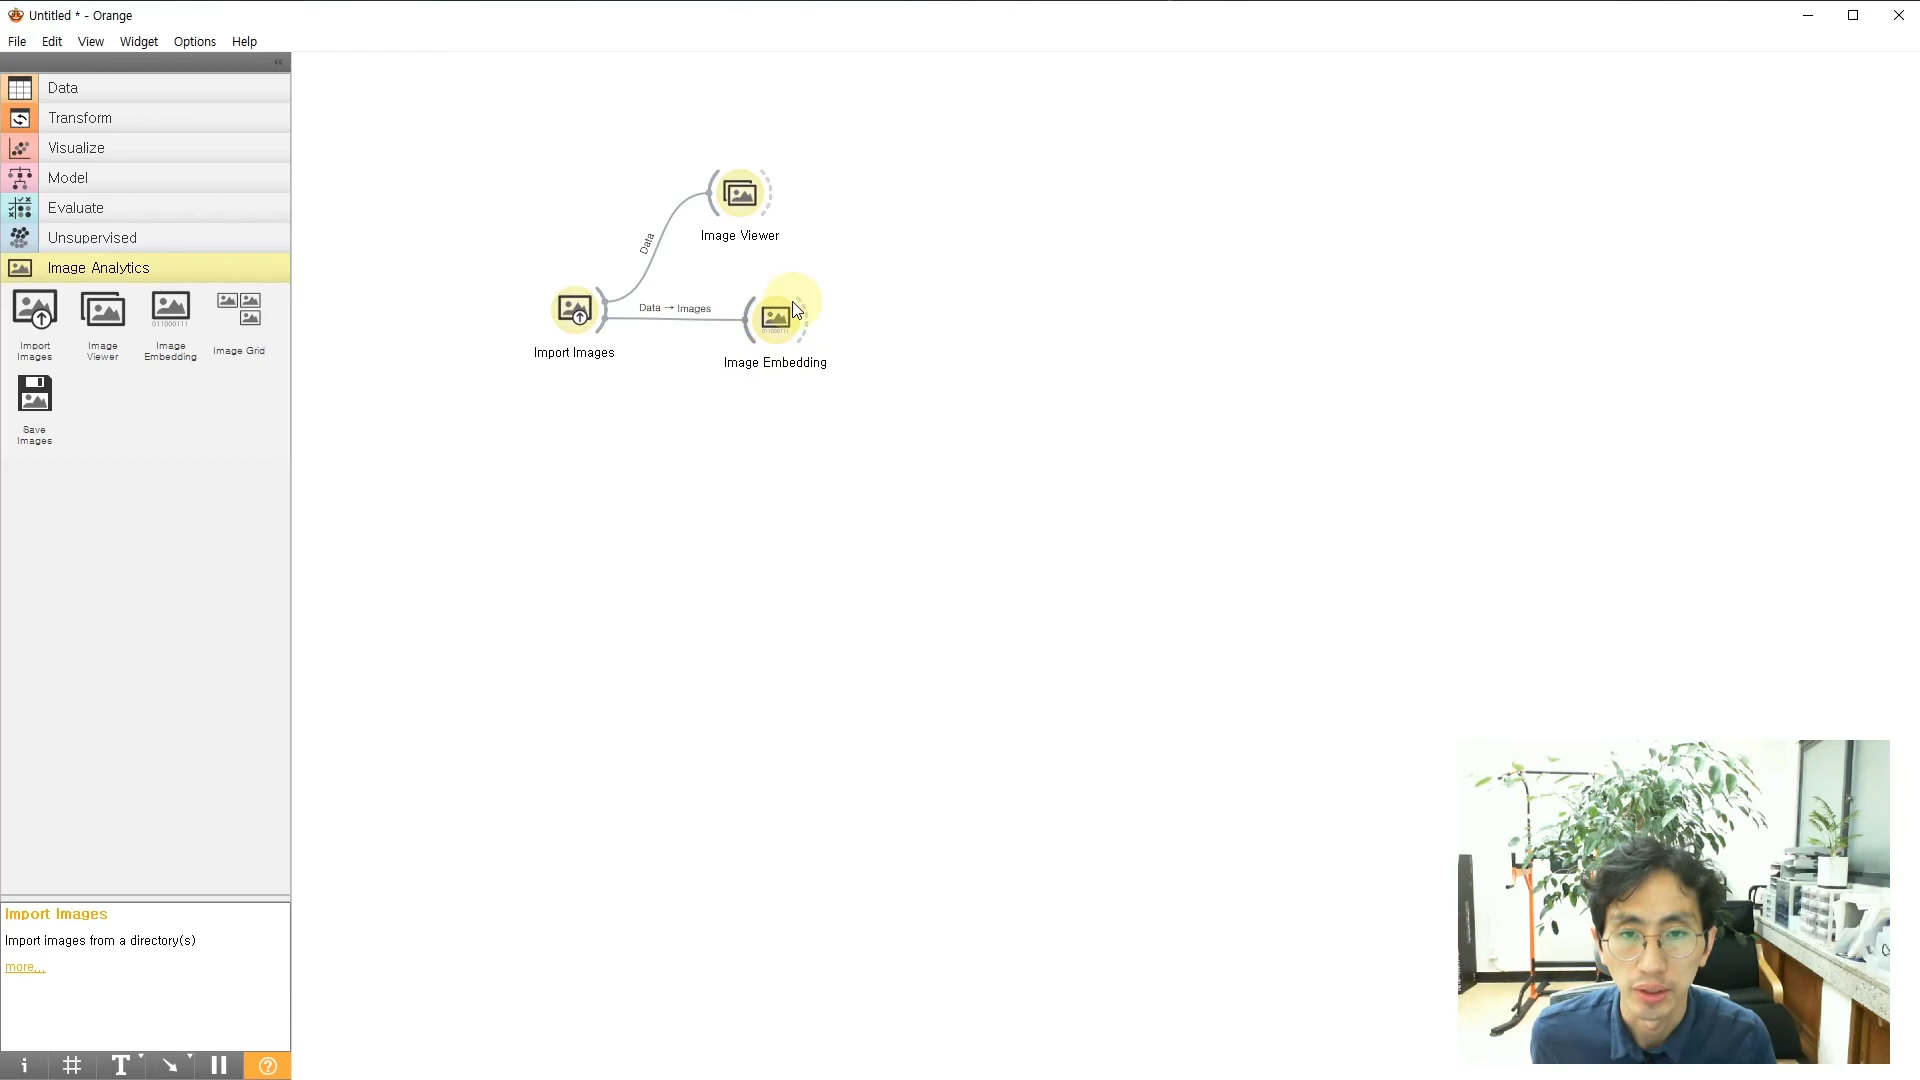 Untitled * - Orange
File Edit View Widget Options Help
Data
Transform
Visualize
Model
Evaluate
Unsupervised
Image Analytics
Import Images
Image Viewer
Image Embedding
Image Grid
Save Images
Data
Image Viewer
Data → Images
Import Images
Image Embedding
Import Images
Import images from a directory(s)
more...